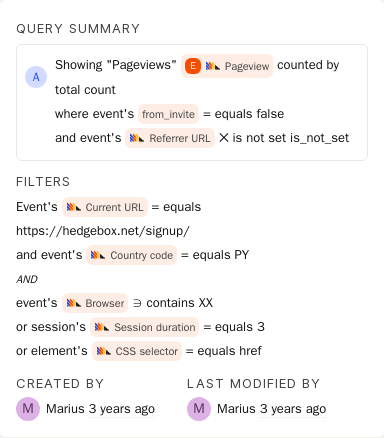 QUERY SUMMARY
A Showing "Pageviews" E Pageview counted by
total count
where event's from_invite = equals false
and event's Referrer URL ✕ is not set is_not_set
FILTERS
Event's Current URL = equals
https://hedgebox.net/signup/
and event's Country code = equals PY
AND
event's Browser ∋ contains XX
or session's Session duration = equals 3
or element's CSS selector = equals href
CREATED BY LAST MODIFIED BY
M Marius 3 years ago M Marius 3 years ago